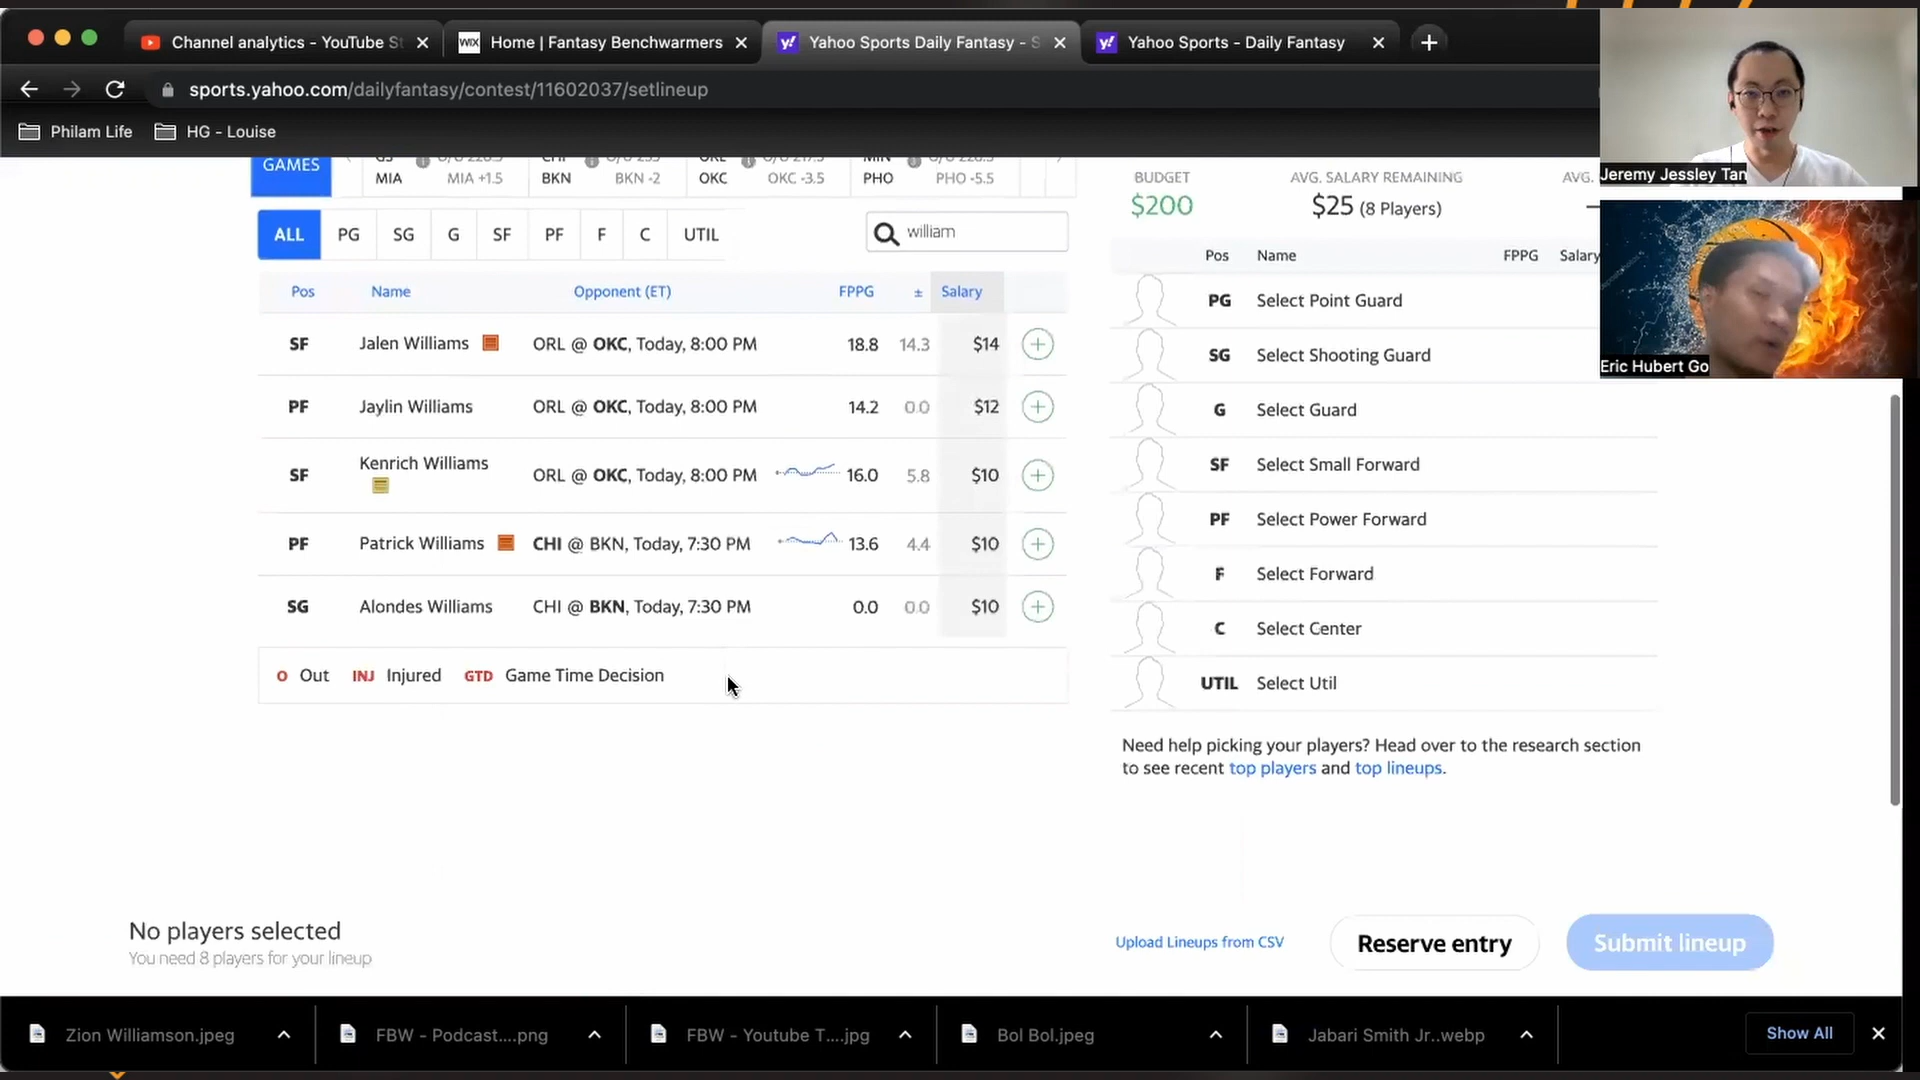 Channel analytics - YouTube St
Home | Fantasy Benchwarmers
Yahoo Sports Daily Fantasy - S
Yahoo Sports - Daily Fantasy
sports.yahoo.com/dailyfantasy/contest/11602037/setlineup
Philam Life
HG - Louise
Jeremy Jessley Tan
Eric Hubert Go
GAMES
MIA MIA +1.5
BKN BKN -2
OKC OKC -3.5
PHO PHO -5.5
BUDGET
$200
AVG. SALARY REMAINING
$25 (8 Players)
AVG.
ALL PG SG G SF PF F C UTIL
william
Pos Name Opponent (ET) FPPG ± Salary
SF Jalen Williams ORL @ OKC, Today, 8:00 PM 18.8 14.3 $14
PF Jaylin Williams ORL @ OKC, Today, 8:00 PM 14.2 0.0 $12
SF Kenrich Williams ORL @ OKC, Today, 8:00 PM 16.0 5.8 $10
PF Patrick Williams CHI @ BKN, Today, 7:30 PM 13.6 4.4 $10
SG Alondes Williams CHI @ BKN, Today, 7:30 PM 0.0 0.0 $10
O Out INJ Injured GTD Game Time Decision
Pos Name FPPG Salary
PG Select Point Guard
SG Select Shooting Guard
G Select Guard
SF Select Small Forward
PF Select Power Forward
F Select Forward
C Select Center
UTIL Select Util
Need help picking your players? Head over to the research section
to see recent top players and top lineups.
No players selected
You need 8 players for your lineup
Upload Lineups from CSV
Reserve entry
Submit lineup
Zion Williamson.jpeg
FBW - Podcast....png
FBW - Youtube T....jpg
Bol Bol.jpeg
Jabari Smith Jr..webp
Show All